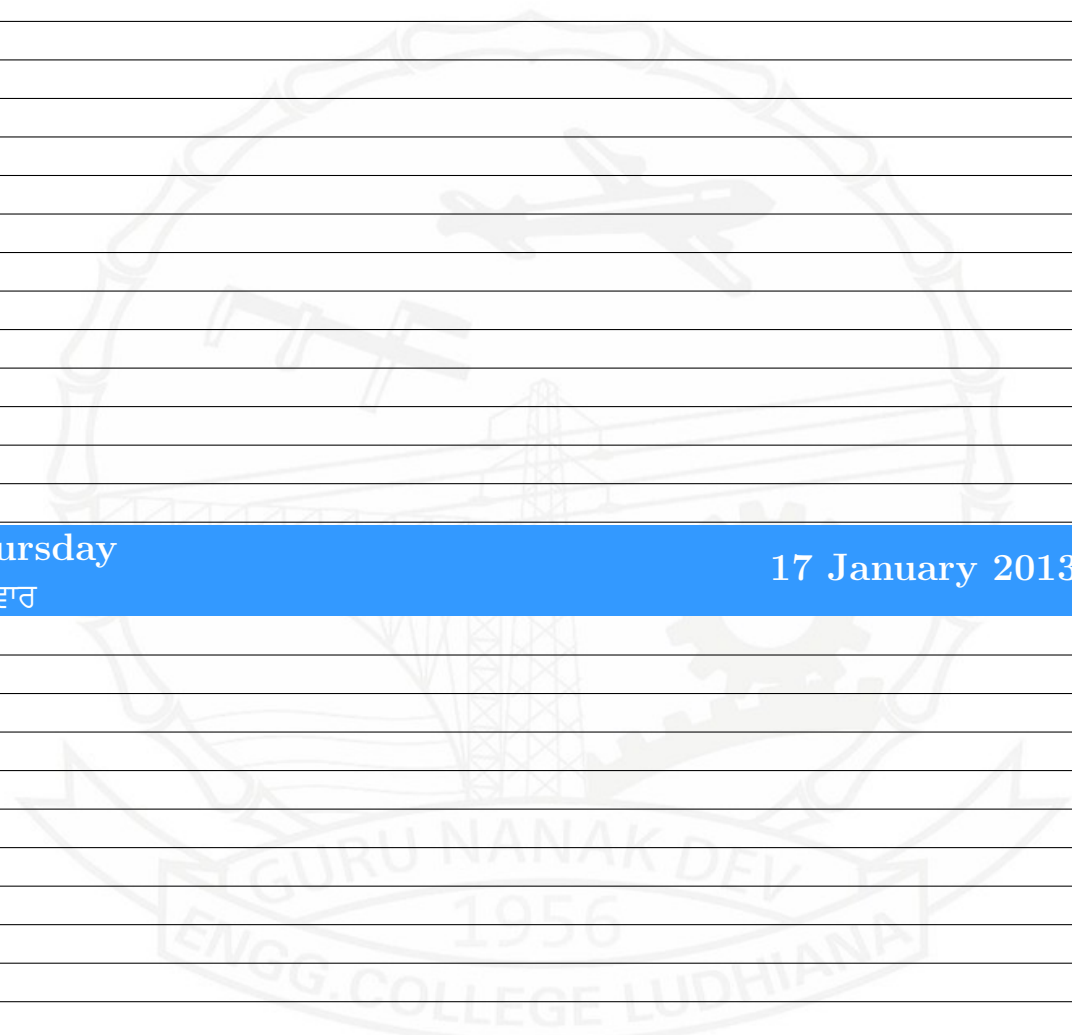 ursday
ਵਾਰ
17 January 2013
GURU NANAK DEV
1956
ENGG. COLLEGE LUDHIANA